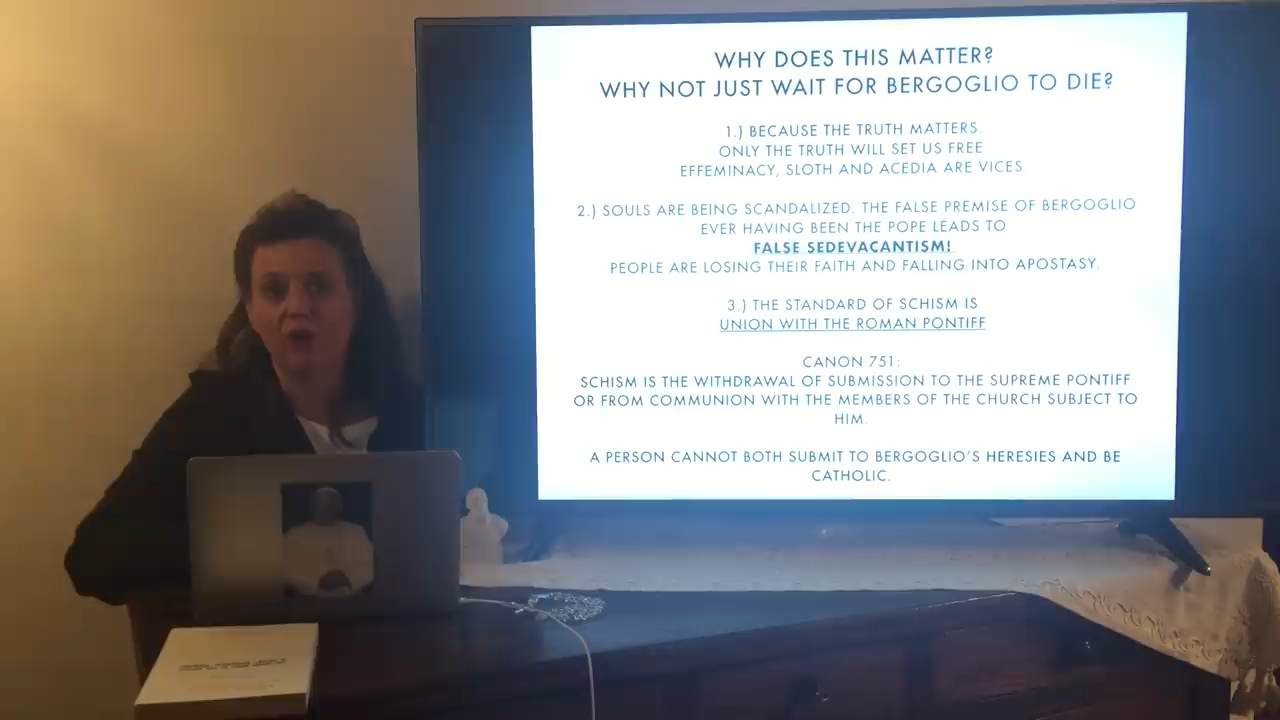 WHY DOES THIS MATTER?
WHY NOT JUST WAIT FOR BERGOGLIO TO DIE?
1.) BECAUSE THE TRUTH MATTERS.
ONLY THE TRUTH WILL SET US FREE
EFFEMINACY, SLOTH AND ACEDIA ARE VICES.
2.) SOULS ARE BEING SCANDALIZED. THE FALSE PREMISE OF BERGOGLIO
EVER HAVING BEEN THE POPE LEADS TO
FALSE SEDEVACANTISM!
PEOPLE ARE LOSING THEIR FAITH AND FALLING INTO APOSTASY.
3.) THE STANDARD OF SCHISM IS
UNION WITH THE ROMAN PONTIFF
CANON 751:
SCHISM IS THE WITHDRAWAL OF SUBMISSION TO THE SUPREME PONTIFF
OR FROM COMMUNION WITH THE MEMBERS OF THE CHURCH SUBJECT TO
HIM.
A PERSON CANNOT BOTH SUBMIT TO BERGOGLIO'S HERESIES AND BE
CATHOLIC.